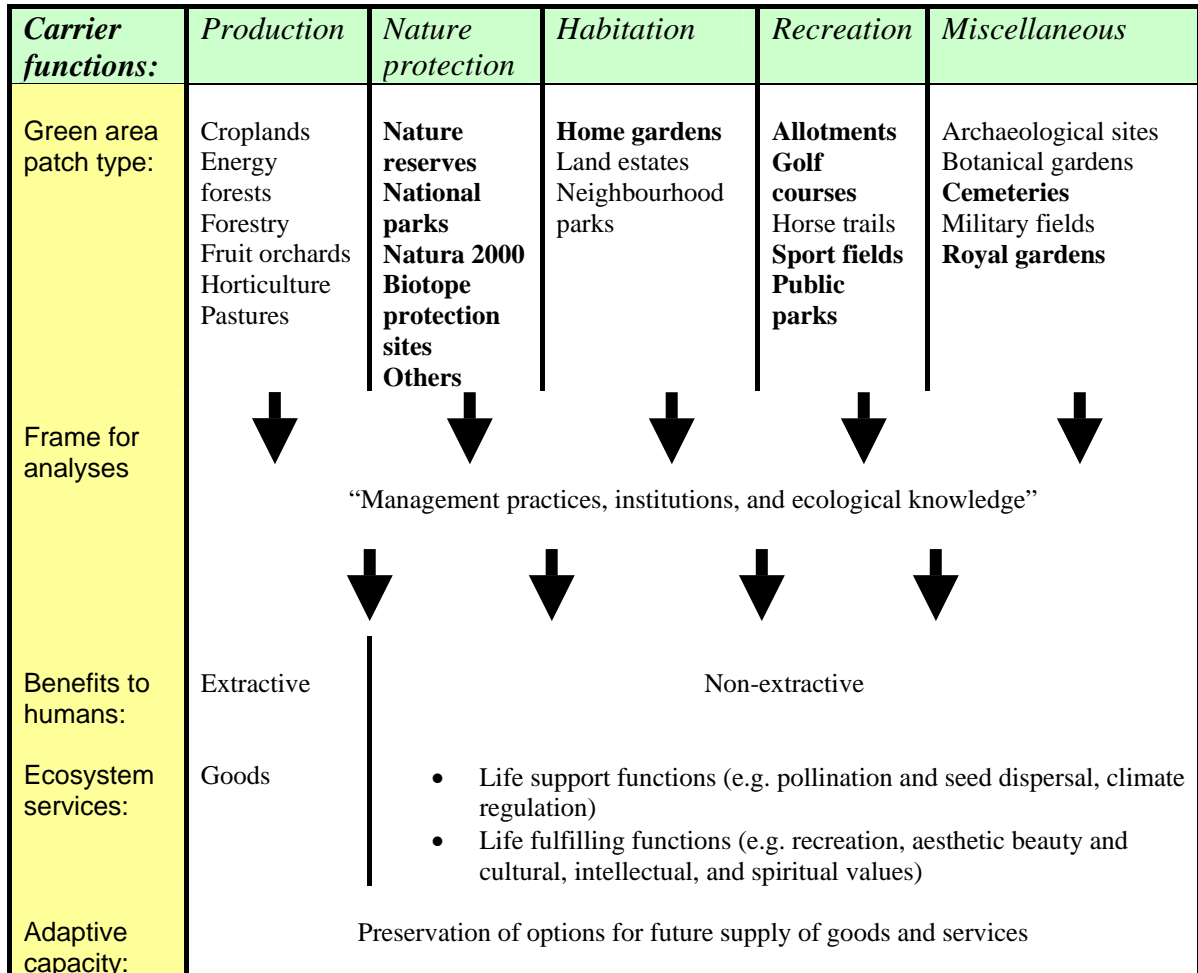 Carrier functions:
Production
Nature protection
Habitation
Recreation
Miscellaneous
Green area
patch type:
Croplands
Energy
forests
Forestry
Fruit orchards
Horticulture
Pastures
Nature
reserves
National
parks
Natura 2000
Biotope
protection
sites
Others
Home gardens
Land estates
Neighbourhood
parks
Allotments
Golf
courses
Horse trails
Sport fields
Public
parks
Archaeological sites
Botanical gardens
Cemeteries
Military fields
Royal gardens
Frame for
analyses
“Management practices, institutions, and ecological knowledge”
Benefits to
humans:
Extractive
Non-extractive
Ecosystem
services:
Goods
• Life support functions (e.g. pollination and seed dispersal, climate
regulation)
• Life fulfilling functions (e.g. recreation, aesthetic beauty and
cultural, intellectual, and spiritual values)
Adaptive
capacity:
Preservation of options for future supply of goods and services